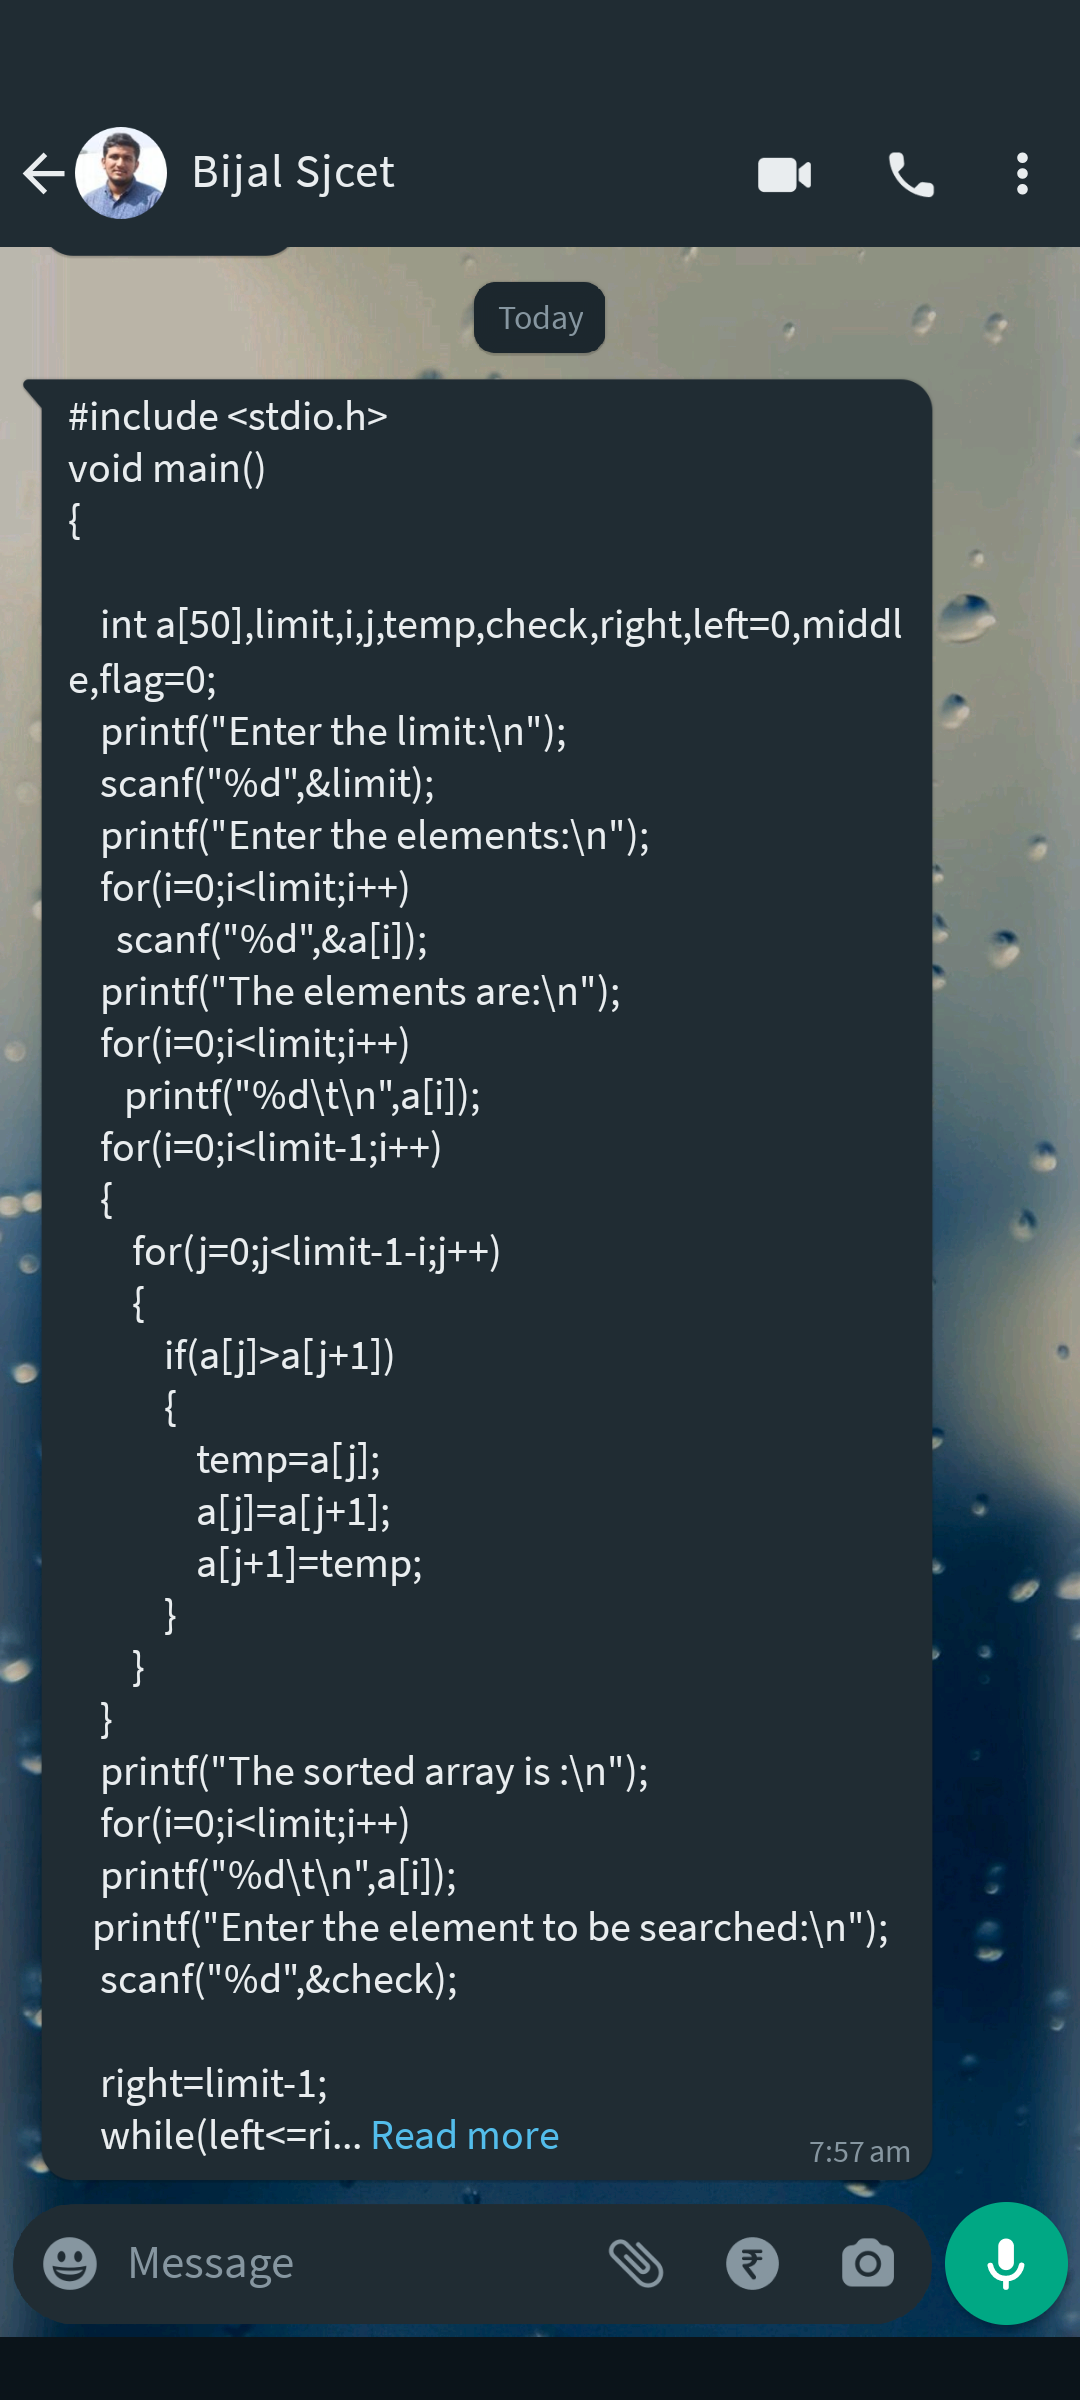 Bijal Sjcet
Today
#include <stdio.h>
void main()
{
int a[50],limit,i,j,temp,check,right,left=0,middl
e,flag=0;
printf("Enter the limit:\n");
scanf("%d",&limit);
printf("Enter the elements:\n");
for(i=0;i<limit;i++)
scanf("%d",&a[i]);
printf("The elements are:\n");
for(i=0;i<limit;i++)
printf("%d\t\n",a[i]);
for(i=0;i<limit-1;i++)
{
for(j=0;j<limit-1-i;j++)
{
if(a[j]>a[j+1])
{
temp=a[j];
a[j]=a[j+1];
a[j+1]=temp;
}
}
}
printf("The sorted array is :\n");
for(i=0;i<limit;i++)
printf("%d\t\n",a[i]);
printf("Enter the element to be searched:\n");
scanf("%d",&check);
right=limit-1;
while(left<=ri... Read more
7:57 am
Message